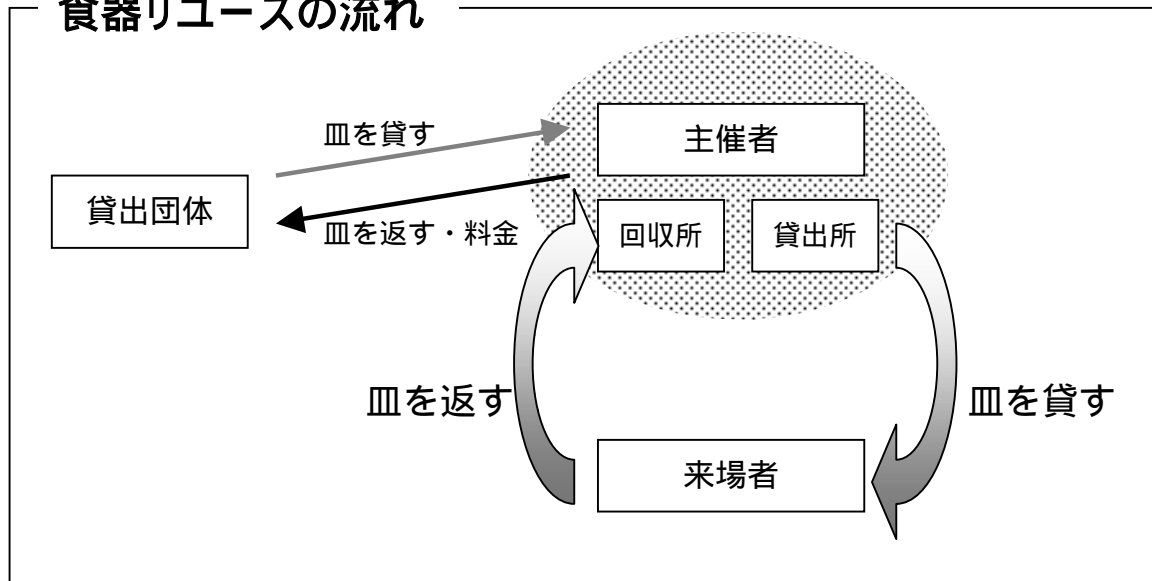 食器リユースの流れ
皿を貸す
主催者
貸出団体
皿を返す・料金
回収所
貸出所
皿を返す
皿を貸す
来場者